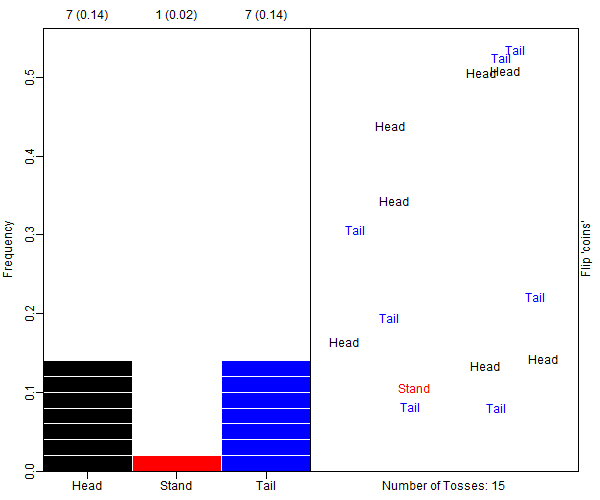 7 (0.14) 1 (0.02) 7 (0.14)
Frequency
0.5
0.4
0.3
0.2
0.1
0.0
Head Stand Tail
Tail
Tail
Head Head
Head
Head
Tail
Tail
Tail
Head
Head
Head
Stand
Tail Tail
Flip 'coins'
Number of Tosses: 15